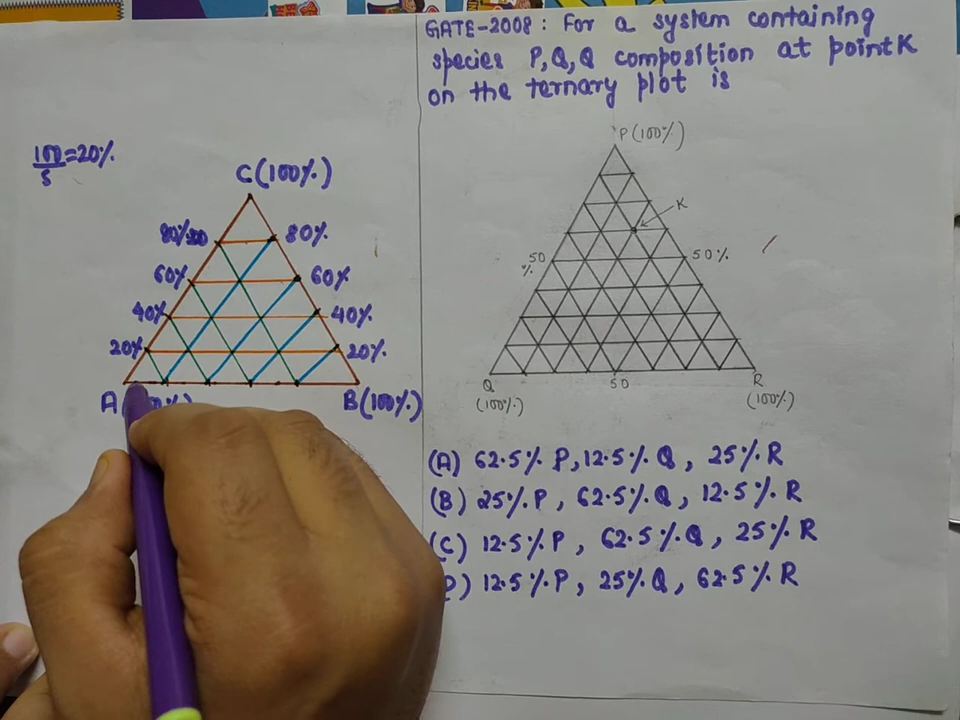 GATE-2008: For a system containing
species P,Q,Q composition at point K
on the ternary plot is
100/5=20%
C(100%)
80%
80%
60%
60%
40%
40%
20%
20%
A
B(100%)
P(100%)
K
50
%
50%
Q
(100%)
50
R
(100%)
(A) 62.5% P, 12.5% Q, 25% R
(B) 25% P, 62.5% Q, 12.5% R
(C) 12.5% P, 62.5% Q, 25% R
) 12.5% P, 25% Q, 62.5% R